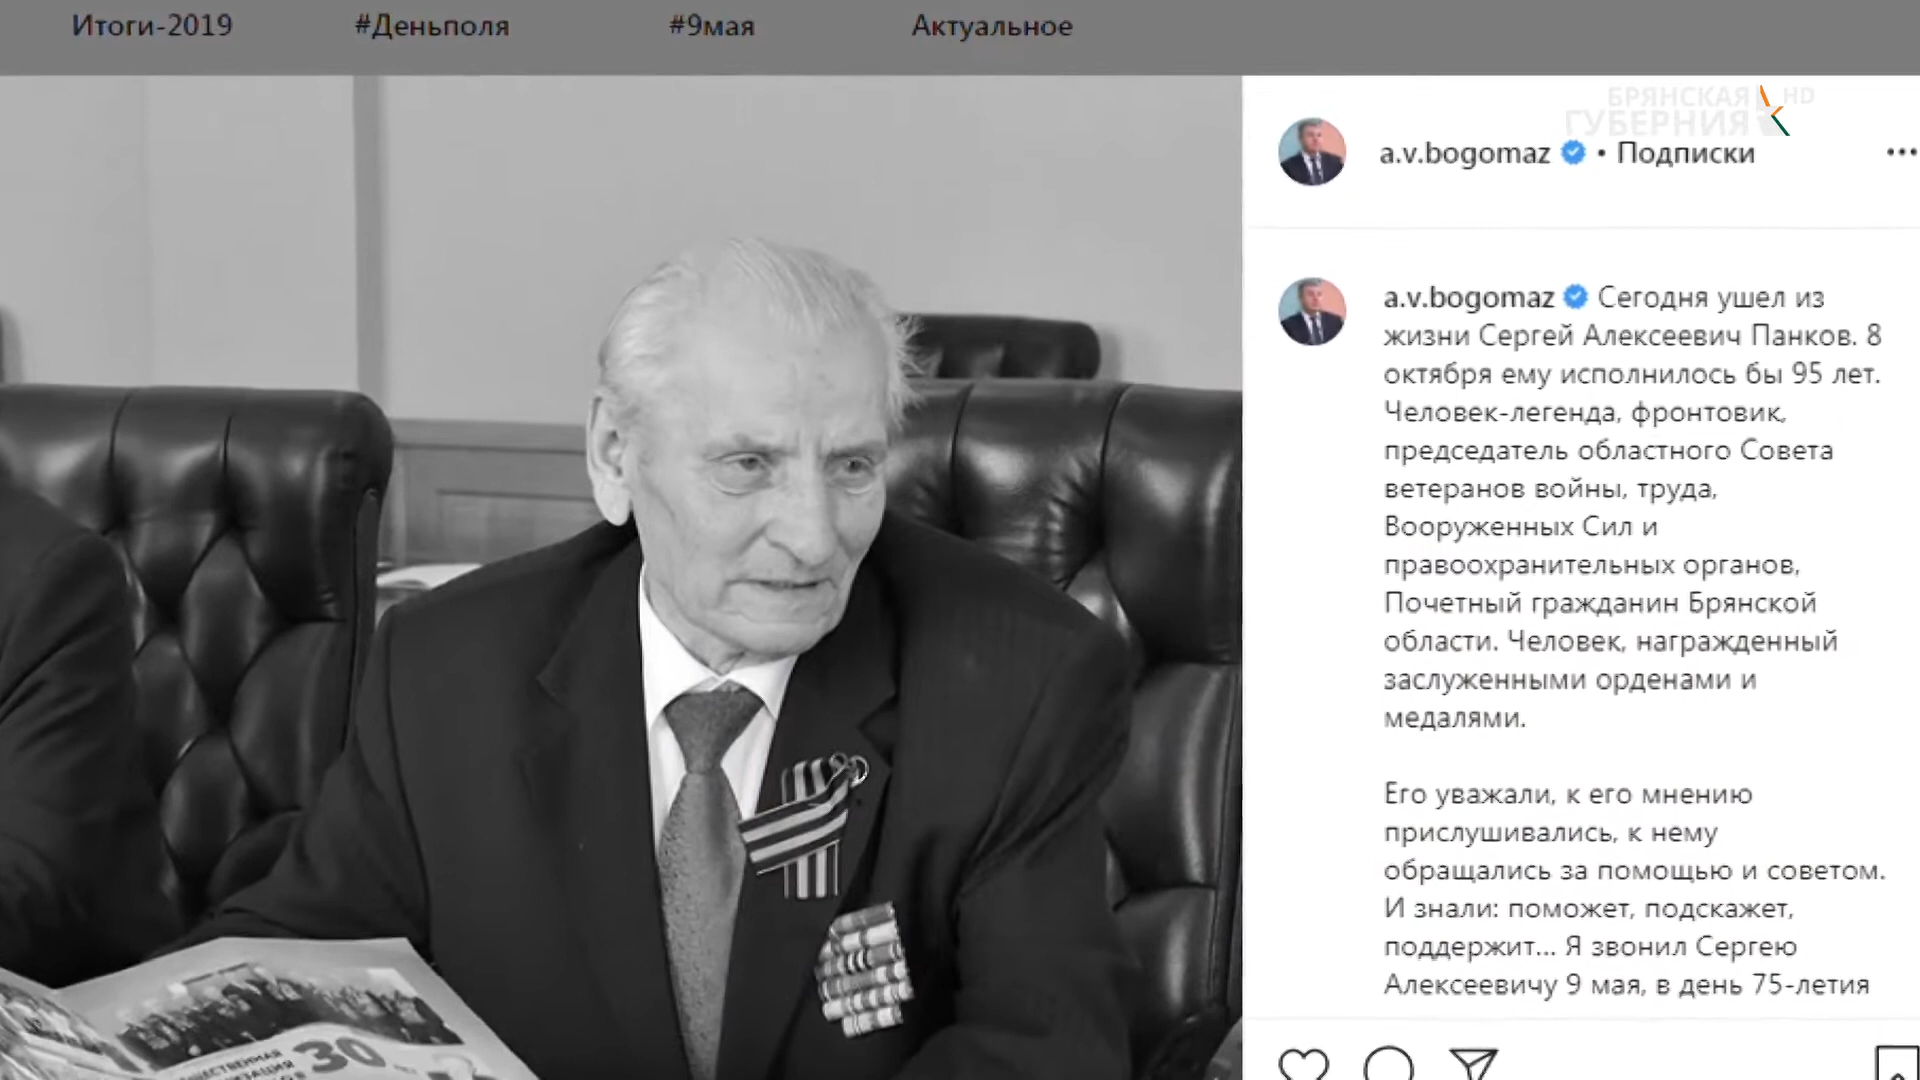 Итоги-2019
#Деньполя
#9мая
Актуальное
БРЯНСКАЯ HD
ГУБЕРНИЯ
a.v.bogomaz • Подписки
a.v.bogomaz Сегодня ушел из
жизни Сергей Алексеевич Панков. 8
октября ему исполнилось бы 95 лет.
Человек-легенда, фронтовик,
председатель областного Совета
ветеранов войны, труда,
Вооруженных Сил и
правоохранительных органов,
Почетный гражданин Брянской
области. Человек, награжденный
заслуженными орденами и
медалями.
Его уважали, к его мнению
прислушивались, к нему
обращались за помощью и советом.
И знали: поможет, подскажет,
поддержит... Я звонил Сергею
Алексеевичу 9 мая, в день 75-летия
30